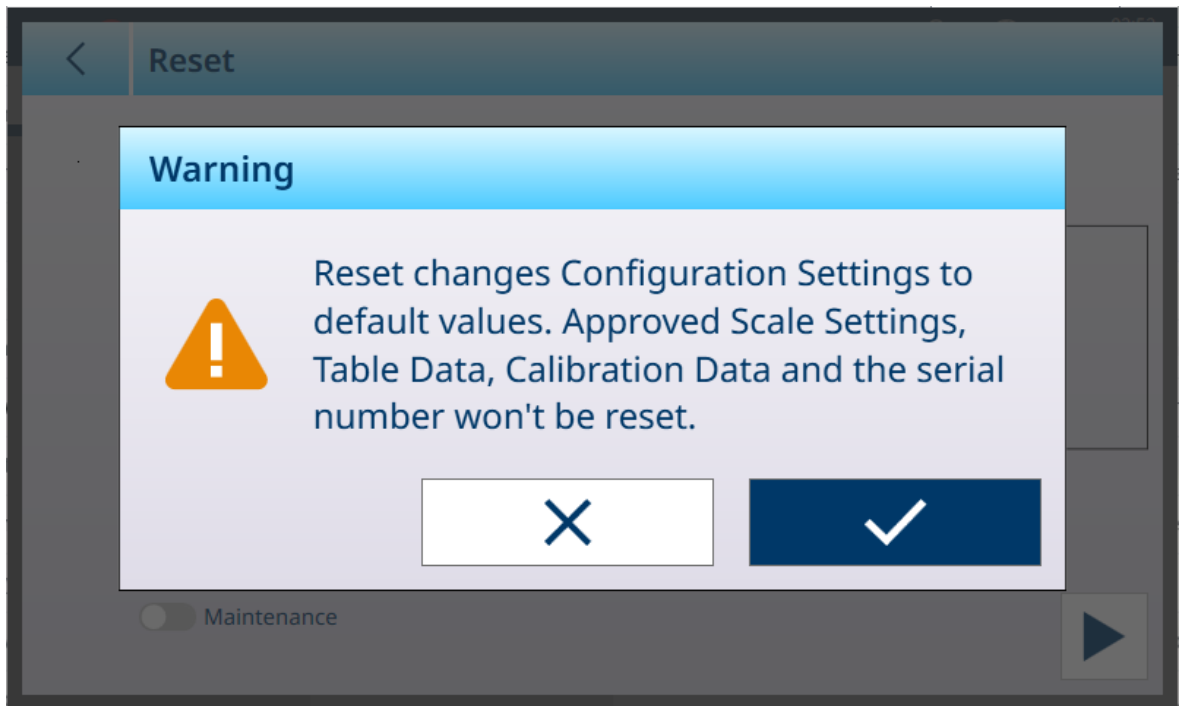 Reset
Warning
Reset changes Configuration Settings to
default values. Approved Scale Settings,
Table Data, Calibration Data and the serial
number won't be reset.
Maintenance